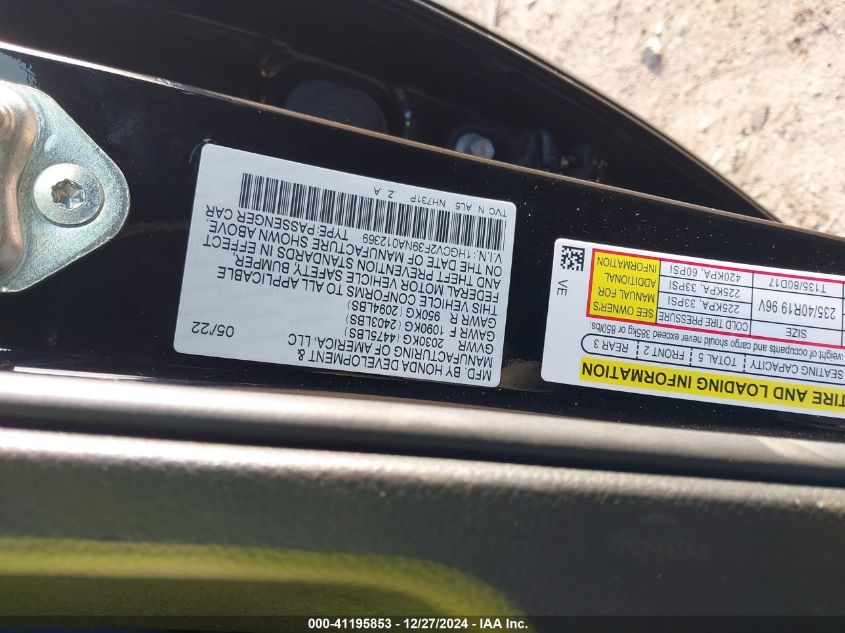 MFD. BY HONDA DEVELOPMENT &
MANUFACTURING OF AMERICA, LLC
GVWR 2030KG(4475LBS) 05/22
GAWR F 1090KG(2403LBS)
GAWR R 950KG(2094LBS)
THIS VEHICLE CONFORMS TO ALL APPLICABLE
FEDERAL MOTOR VEHICLE SAFETY BUMPER,
AND THEFT PREVENTION STANDARDS IN EFFECT
ON THE DATE OF MANUFACTURE SHOWN ABOVE.
V.I.N.:1HGCV2F39NA012369 TYPE:PASSENGER CAR
TVC N AL5 NH731P Z A
TIRE AND LOADING INFORMATION
SEATING CAPACITY TOTAL 5 FRONT 2 REAR 3
weight of occupants and cargo should never exceed 385kg or 850lbs.
SIZE COLD TIRE PRESSURE SEE OWNER'S
MANUAL FOR
ADDITIONAL
INFORMATION
235/40R19 96V 225KPA, 33PSI
225KPA, 33PSI
T135/80D17 420KPA, 60PSI
VE
000-41195853 - 12/27/2024 - IAA Inc.